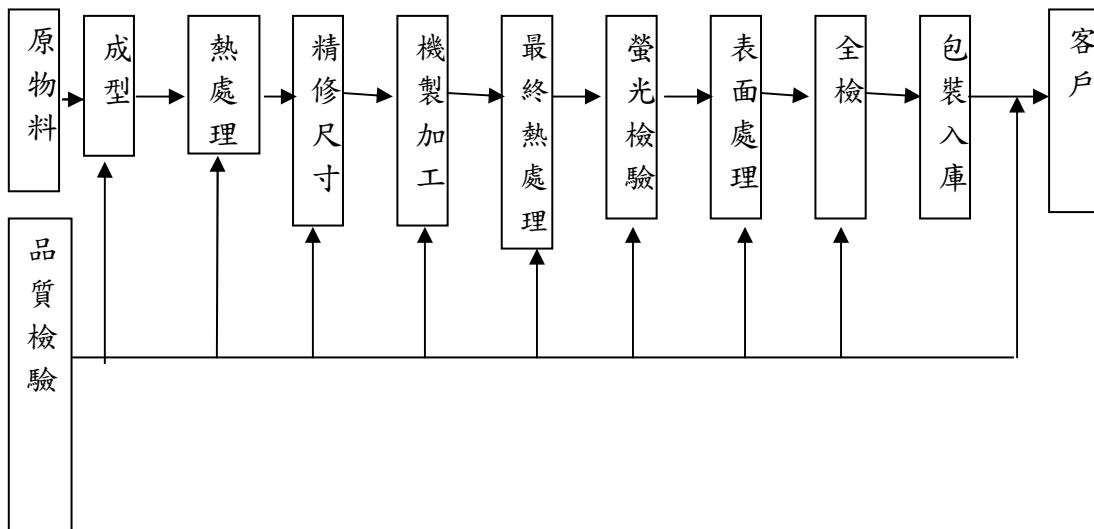 原物料
成型
熱處理
精修尺寸
機製加工
最終熱處理
螢光檢驗
表面處理
全檢
包裝入庫
客戶
品質檢驗